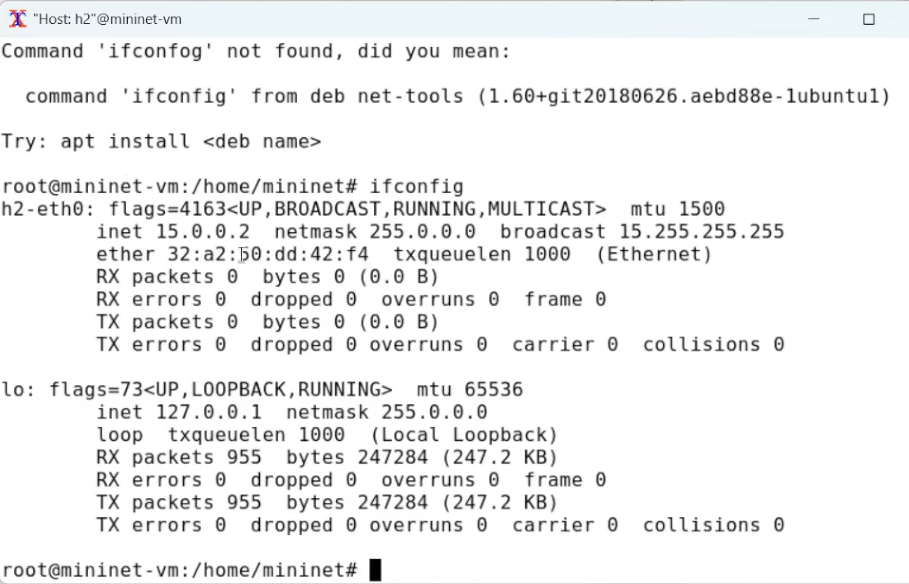 "Host: h2"@mininet-vm
Command 'ifconfog' not found, did you mean:
command 'ifconfig' from deb net-tools (1.60+git20180626.aebd88e-1ubuntu1)
Try: apt install <deb name>
root@mininet-vm:/home/mininet# ifconfig
h2-eth0: flags=4163<UP,BROADCAST,RUNNING,MULTICAST>  mtu 1500
inet 15.0.0.2  netmask 255.0.0.0  broadcast 15.255.255.255
ether 32:a2:60:dd:42:f4  txqueuelen 1000  (Ethernet)
RX packets 0  bytes 0 (0.0 B)
RX errors 0  dropped 0  overruns 0  frame 0
TX packets 0  bytes 0 (0.0 B)
TX errors 0  dropped 0 overruns 0  carrier 0  collisions 0
lo: flags=73<UP,LOOPBACK,RUNNING>  mtu 65536
inet 127.0.0.1  netmask 255.0.0.0
loop  txqueuelen 1000  (Local Loopback)
RX packets 955  bytes 247284 (247.2 KB)
RX errors 0  dropped 0  overruns 0  frame 0
TX packets 955  bytes 247284 (247.2 KB)
TX errors 0  dropped 0 overruns 0  carrier 0  collisions 0
root@mininet-vm:/home/mininet#